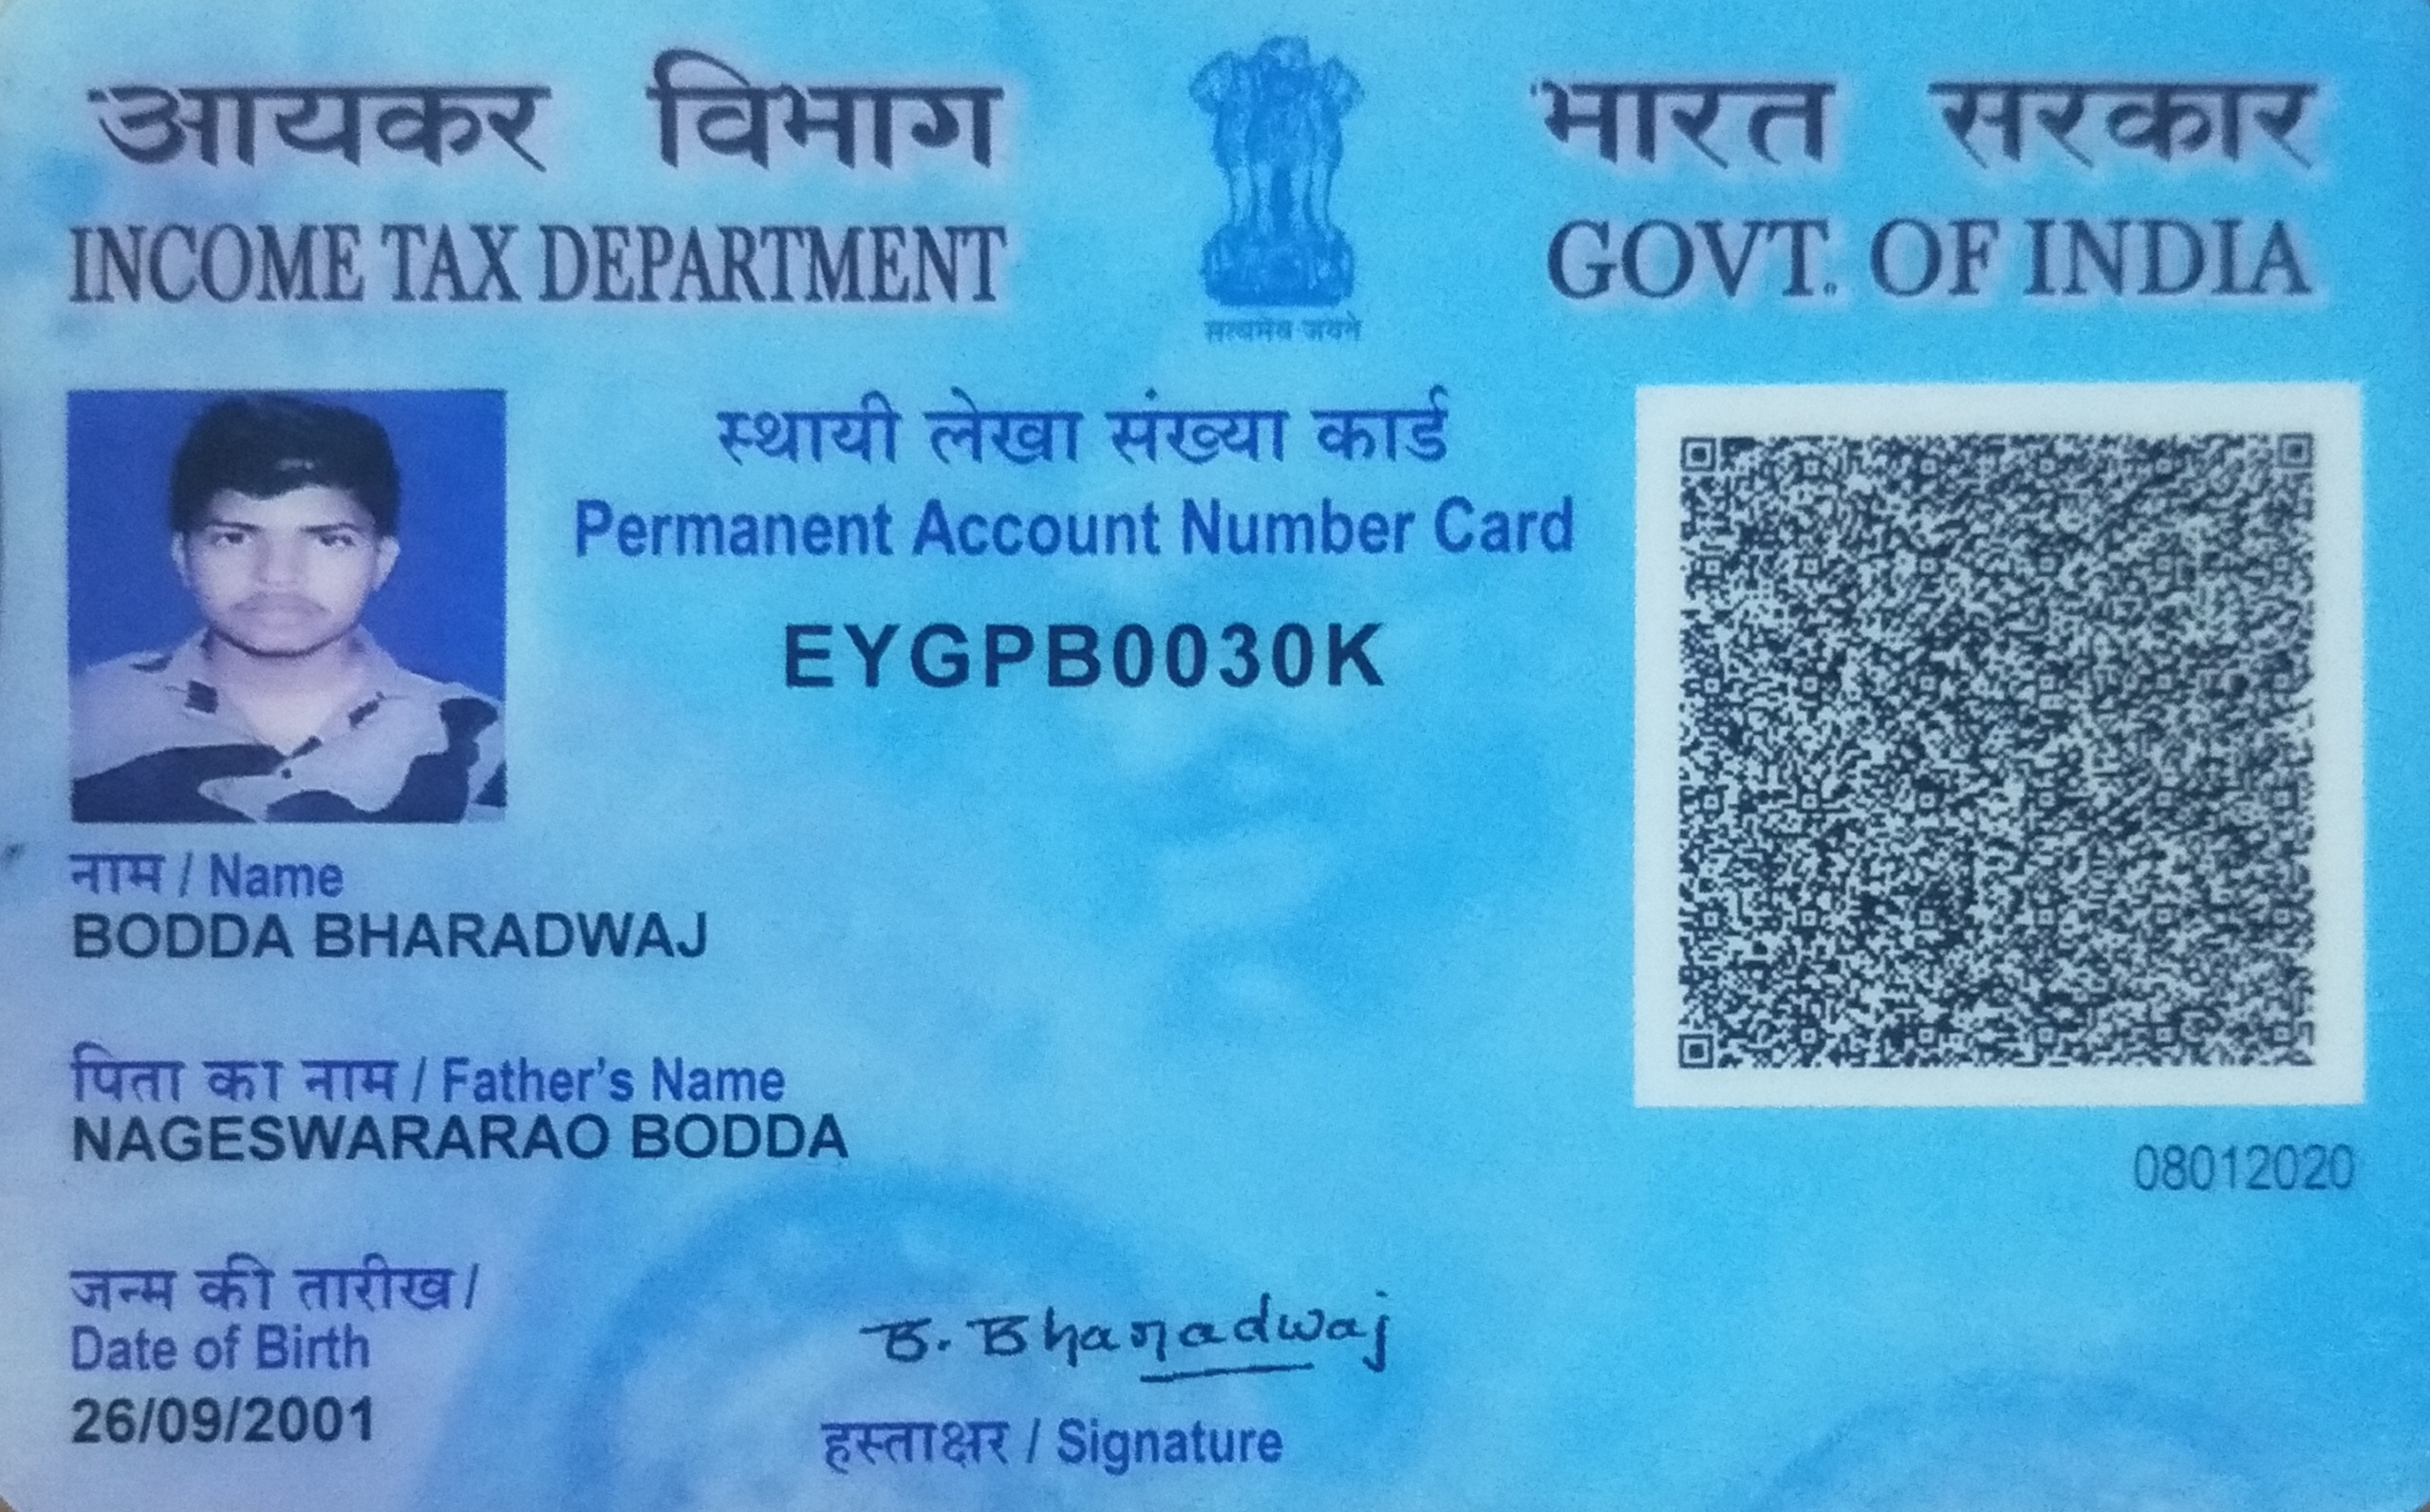 आयकर विभाग
INCOME TAX DEPARTMENT
सत्यमेव जयते
भारत सरकार
GOVT. OF INDIA
स्थायी लेखा संख्या कार्ड
Permanent Account Number Card
EYGPB0030K
नाम / Name
BODDA BHARADWAJ
पिता का नाम / Father's Name
NAGESWARARAO BODDA
08012020
जन्म की तारीख /
Date of Birth
26/09/2001
B. Bharadwaj
हस्ताक्षर / Signature